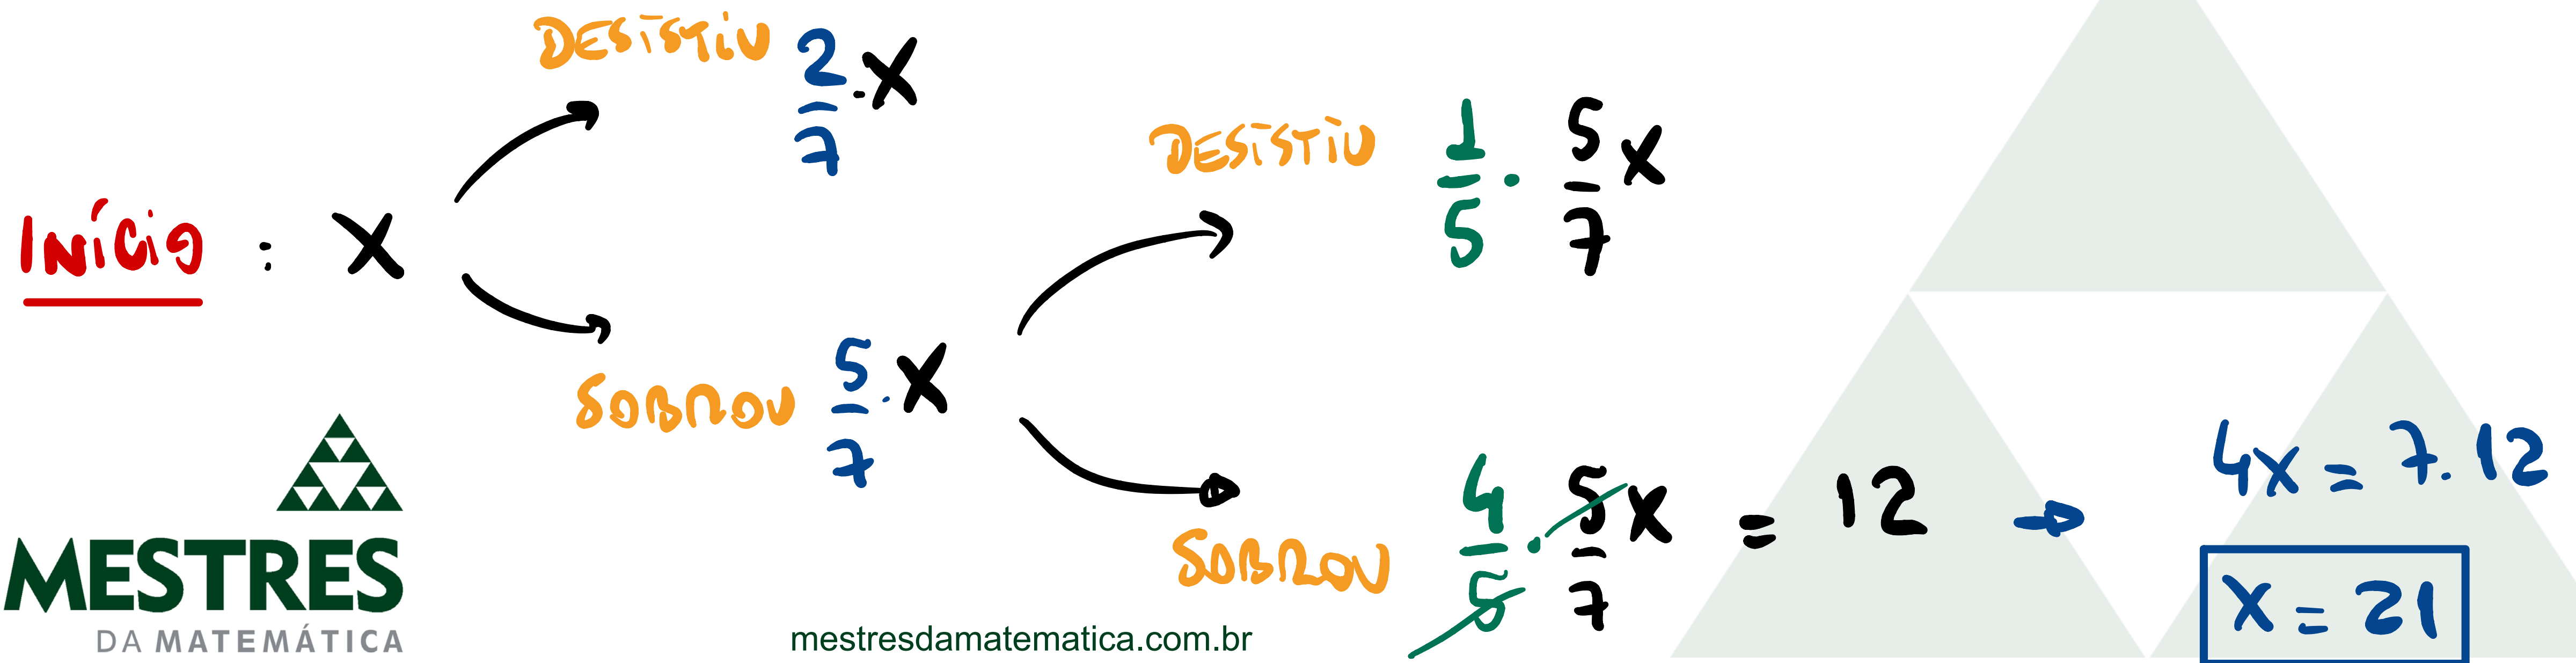 INÍCIO : X
DESISTIU 2/7 . X
SOBROU 5/7 . X
DESISTIU 1/5 . 5/7 X
SOBROU 4/5 . 5/7 X = 12 → 4X = 7.12
X = 21
MESTRES
DA MATEMÁTICA
mestresdamatematica.com.br